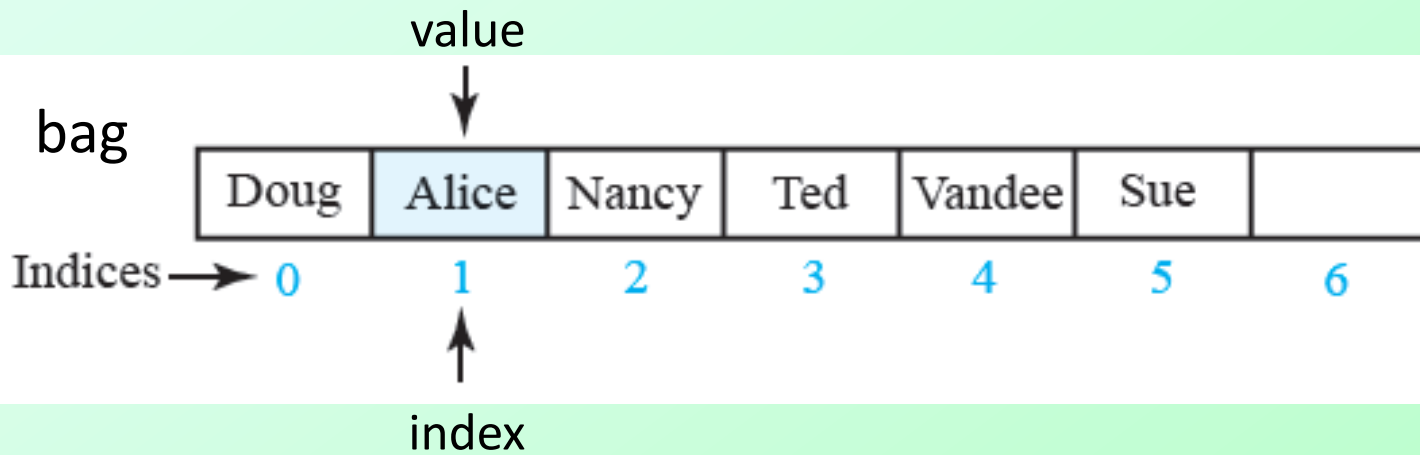 value
bag
Doug Alice Nancy Ted Vandee Sue
Indices 0 1 2 3 4 5 6
index